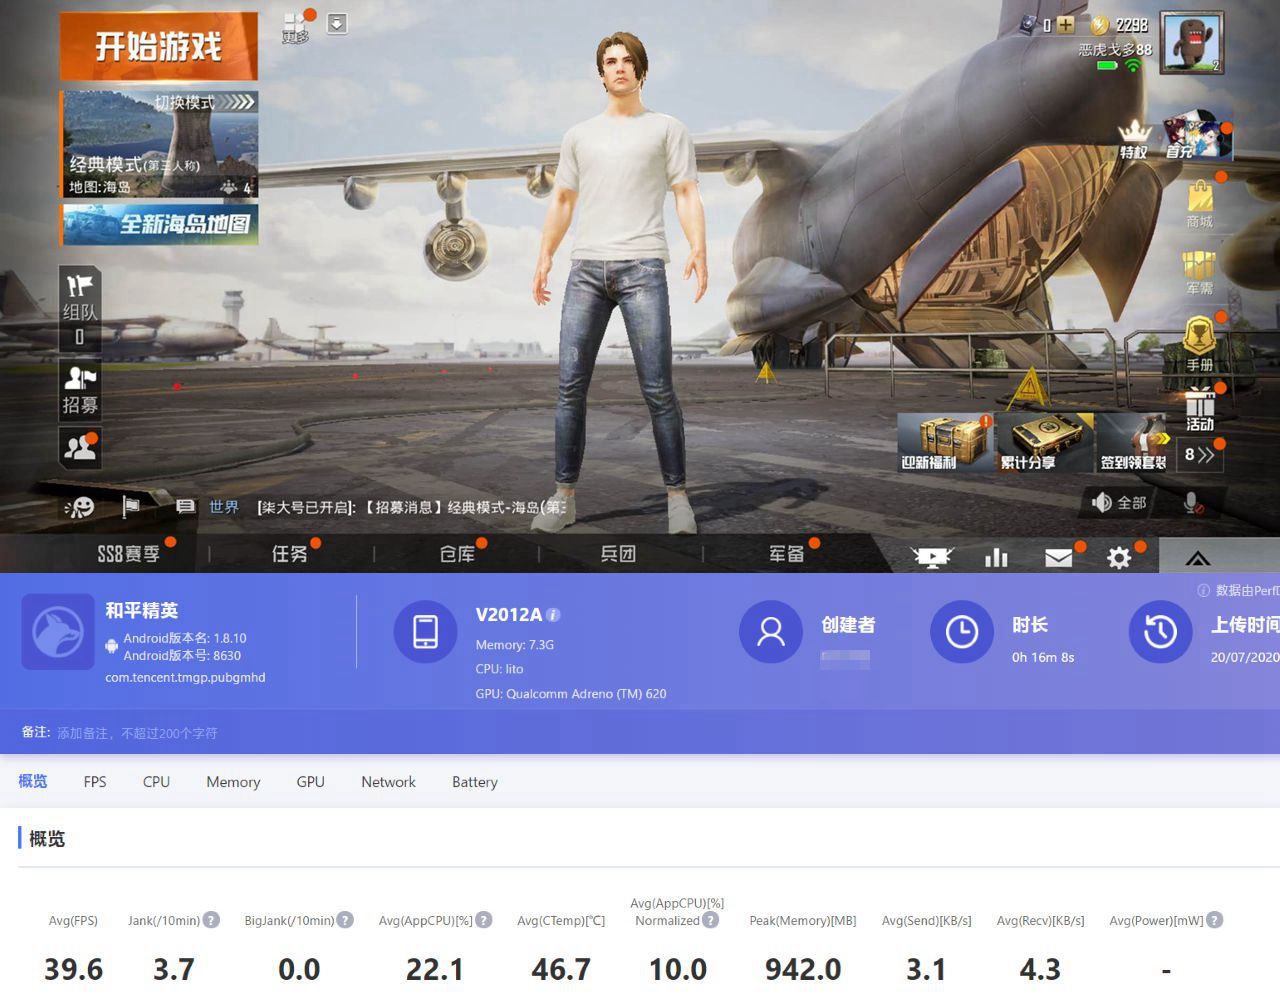 开始游戏
更多
0
2298
恶虎戈多88
2
切换模式
经典模式(第三人称)
地图:海岛
4
全新海岛地图
特权
首充
商城
军需
手册
活动
组队
0
招募
迎新福利
累计分享
签到领套装
8
世界
[柒大号已开启]:【招募消息】经典模式-海岛(第三
全部
SS8赛季
任务
仓库
兵团
军备
数据由PerfD
和平精英
Android版本名: 1.8.10
Android版本号: 8630
com.tencent.tmgp.pubgmhd
V2012A
Memory: 7.3G
CPU: lito
GPU: Qualcomm Adreno (TM) 620
创建者
时长
0h 16m 8s
上传时间
20/07/2020
备注: 添加备注，不超过200个字符
概览 FPS CPU Memory GPU Network Battery
概览
Avg(FPS)
39.6
Jank(/10min) ?
3.7
BigJank(/10min) ?
0.0
Avg(AppCPU)[%] ?
22.1
Avg(CTemp)[℃]
46.7
Avg(AppCPU)[%]
Normalized ?
10.0
Peak(Memory)[MB]
942.0
Avg(Send)[KB/s]
3.1
Avg(Recv)[KB/s]
4.3
Avg(Power)[mW] ?
-